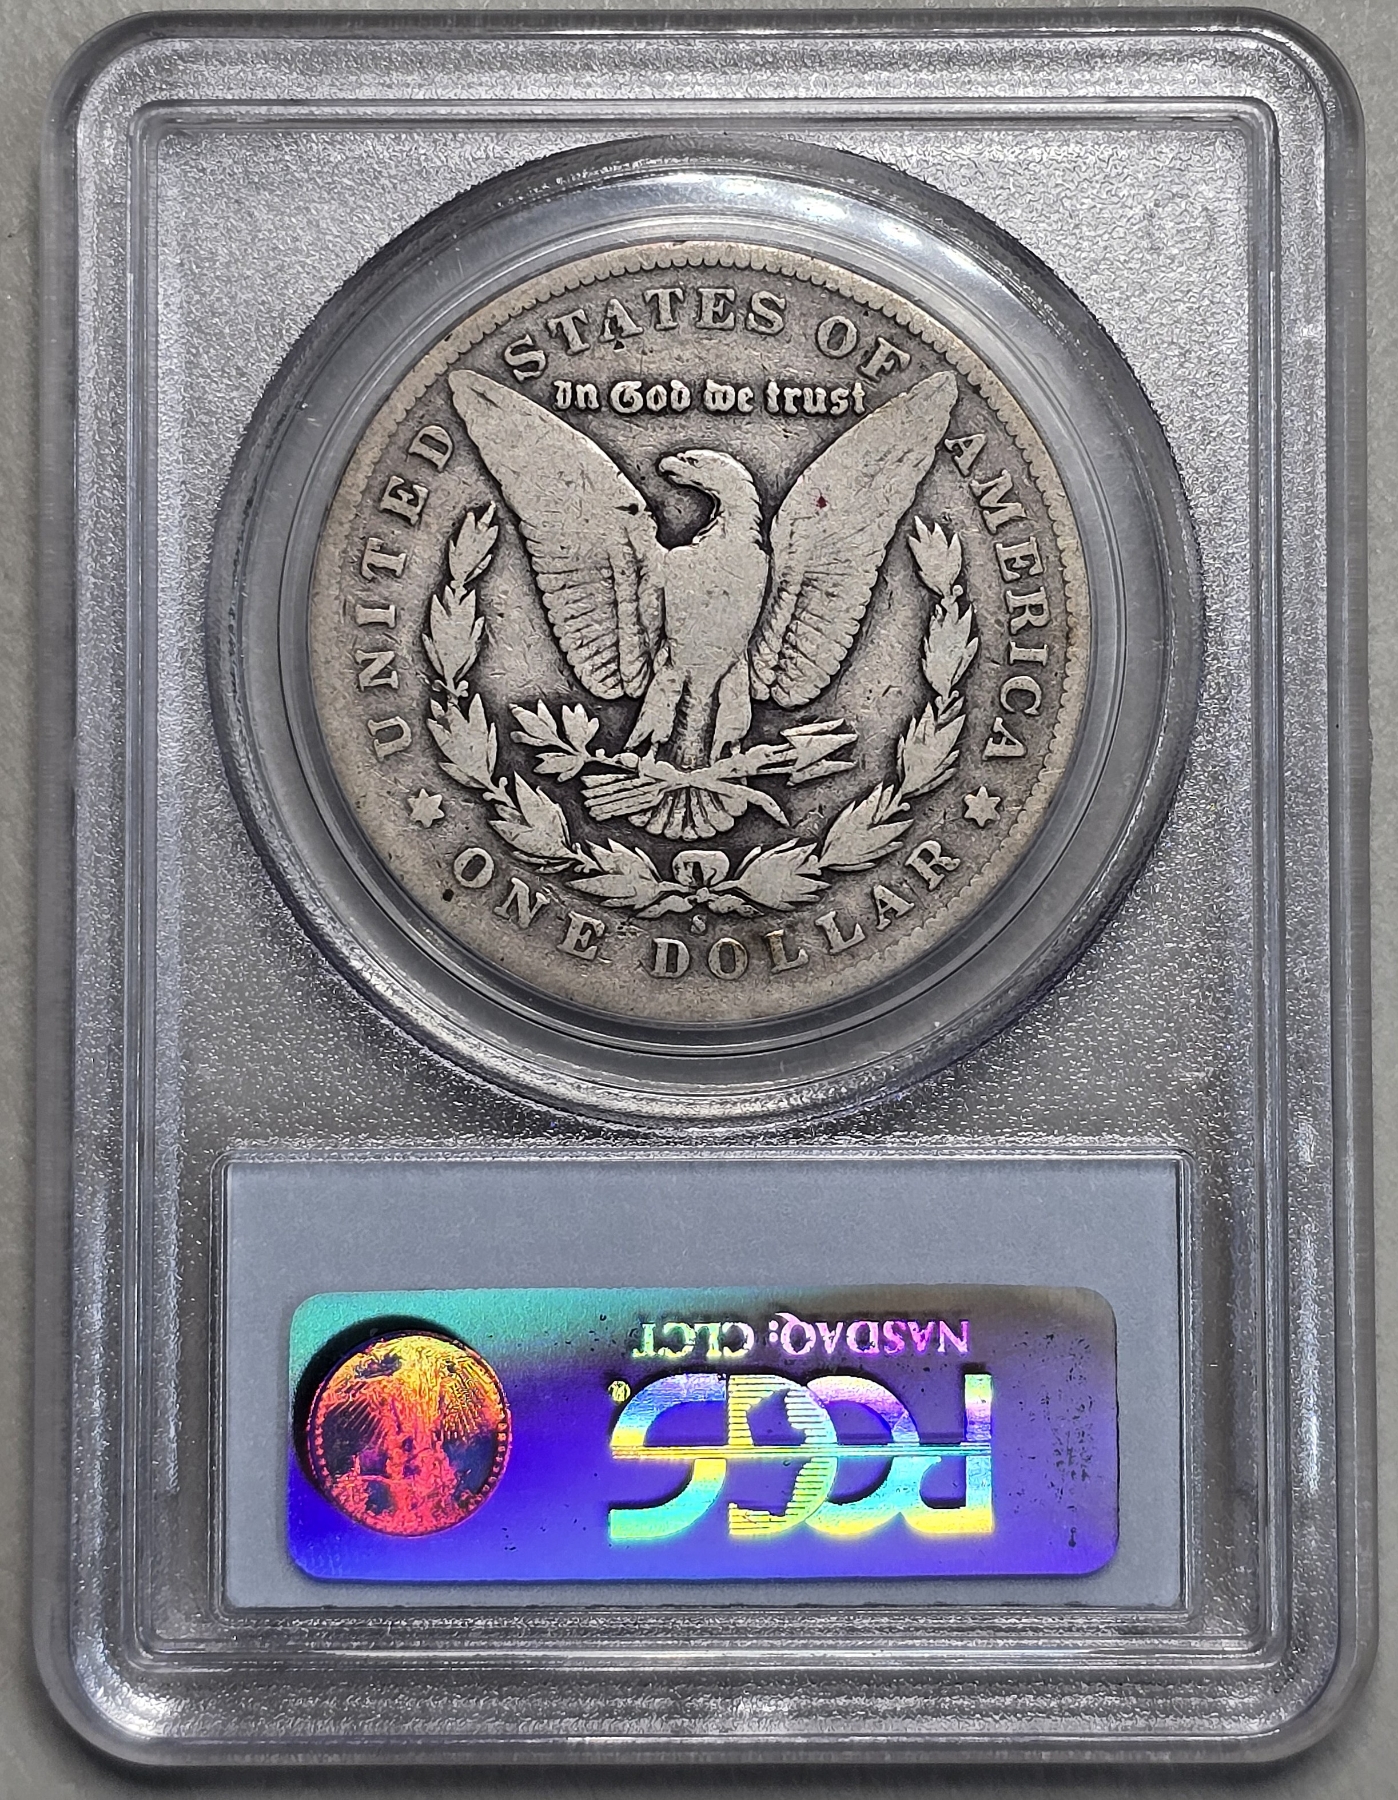 UNITED STATES OF AMERICA
In God we trust
S
ONE DOLLAR
NASDAQ: CLCT
PCGS®